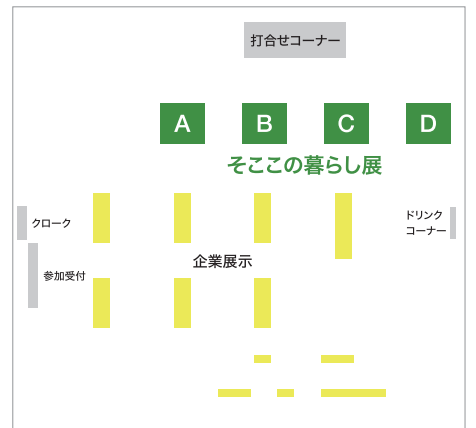 打合せコーナー
A
B
C
D
そここの暮らし展
クローク
ドリンク
コーナー
企業展示
参加受付